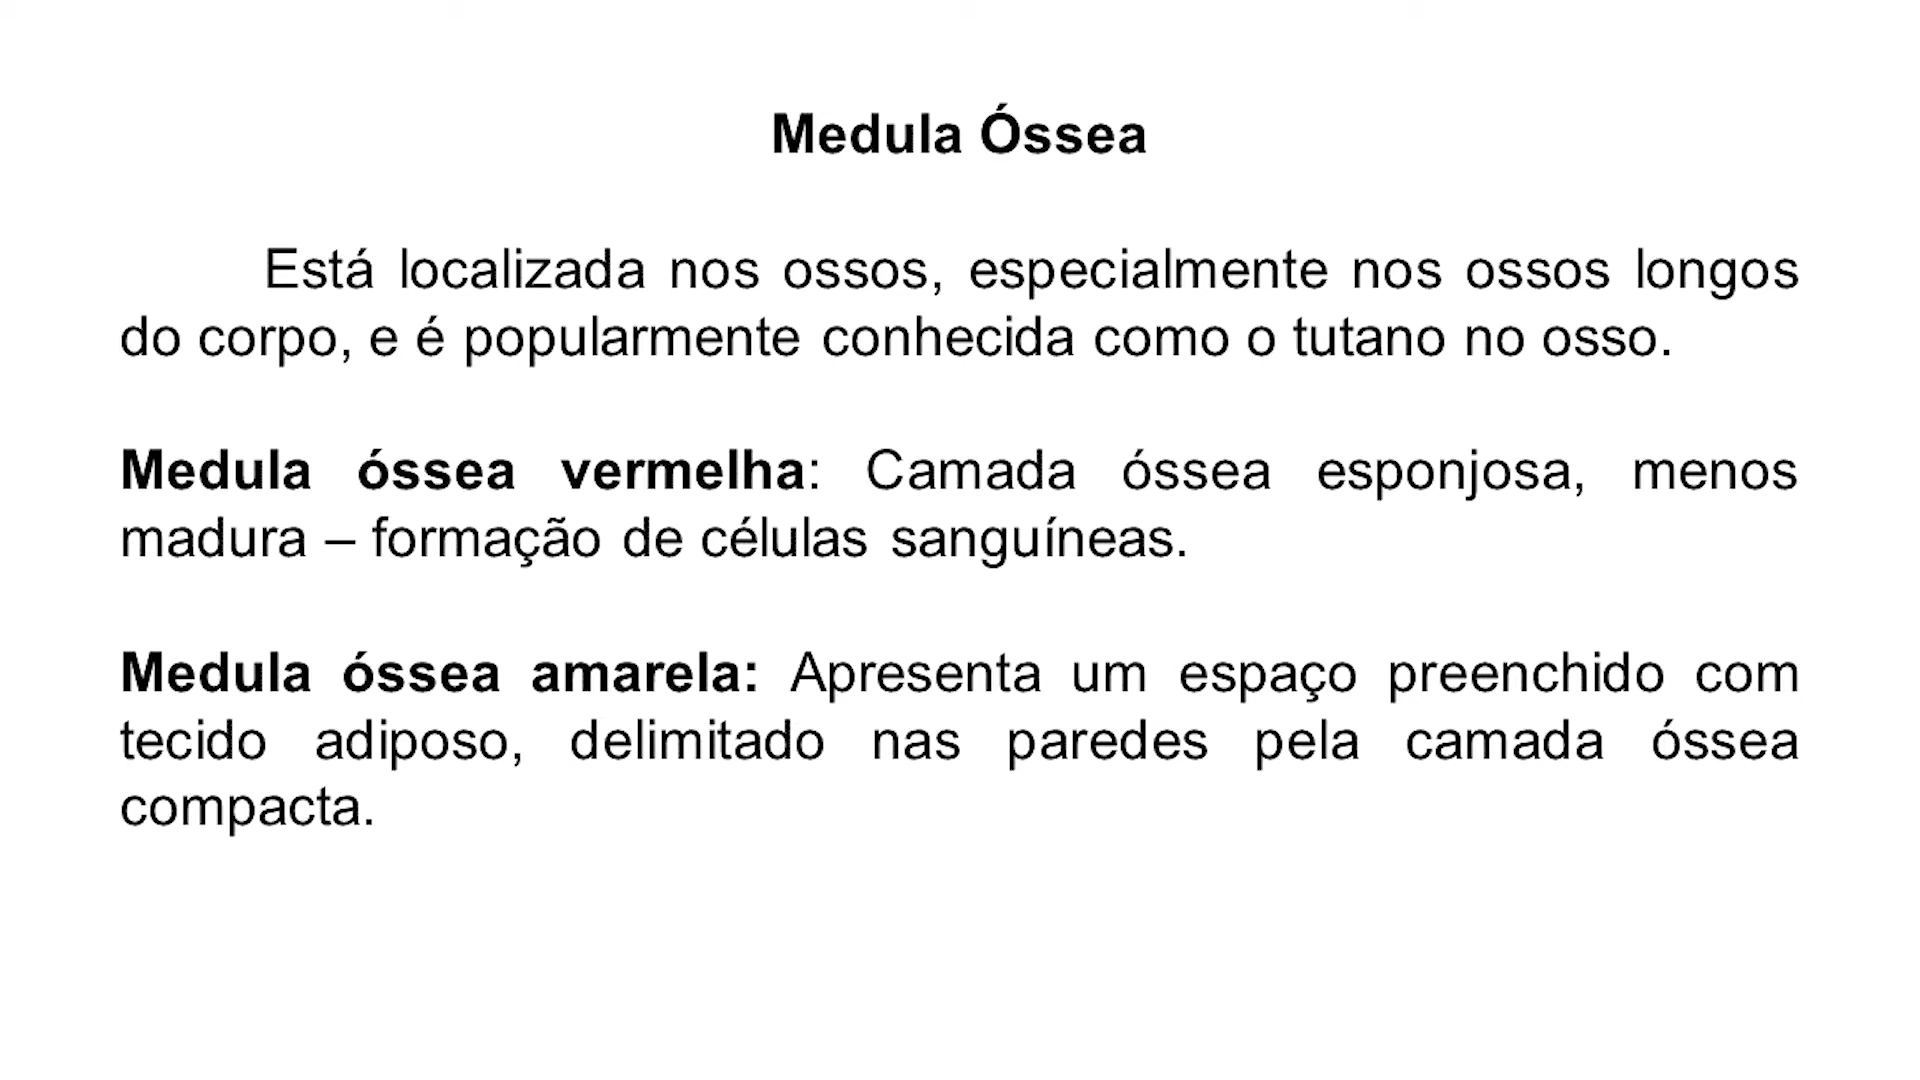 Medula Óssea
Está localizada nos ossos, especialmente nos ossos longos
do corpo, e é popularmente conhecida como o tutano no osso.
Medula óssea vermelha: Camada óssea esponjosa, menos
madura – formação de células sanguíneas.
Medula óssea amarela: Apresenta um espaço preenchido com
tecido adiposo, delimitado nas paredes pela camada óssea
compacta.